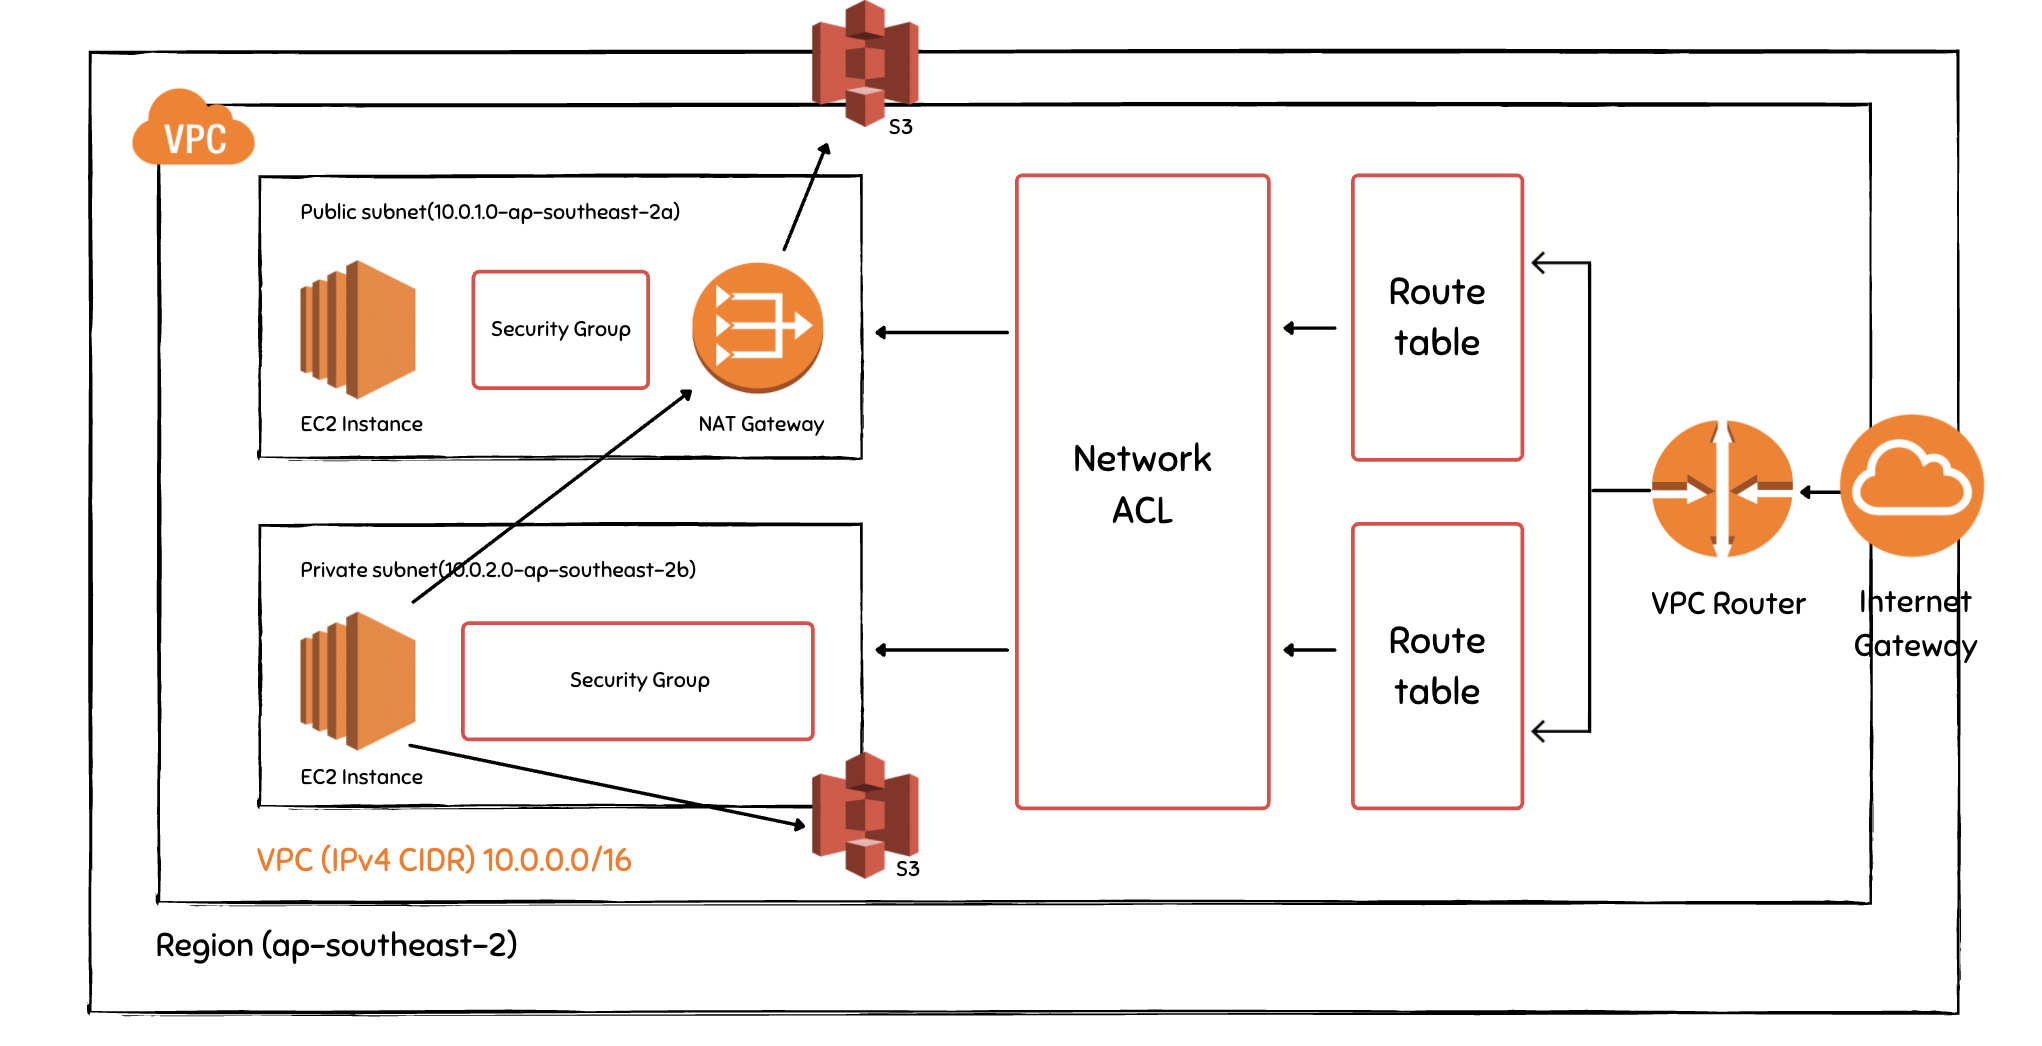 S3
VPC
Public subnet(10.0.1.0-ap-southeast-2a)
Security Group
EC2 Instance
NAT Gateway
Private subnet(10.0.2.0-ap-southeast-2b)
Security Group
EC2 Instance
S3
VPC (IPv4 CIDR) 10.0.0.0/16
Region (ap-southeast-2)
Network
ACL
Route
table
Route
table
VPC Router
Internet
Gateway